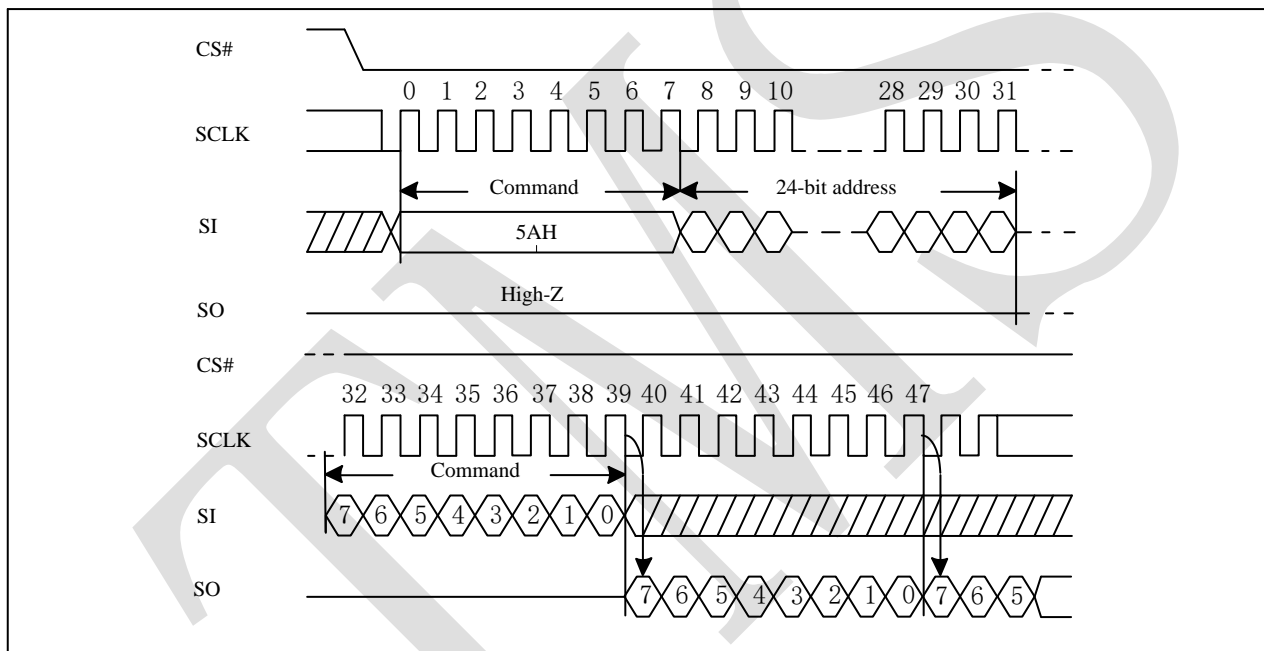 CS#
0 1 2 3 4 5 6 7 8 9 10 28 29 30 31
SCLK
Command 24-bit address
SI
5AH
High-Z
SO
CS#
32 33 34 35 36 37 38 39 40 41 42 43 44 45 46 47
SCLK
Command
SI 7 6 5 4 3 2 1 0
SO 7 6 5 4 3 2 1 0 7 6 5
TMS